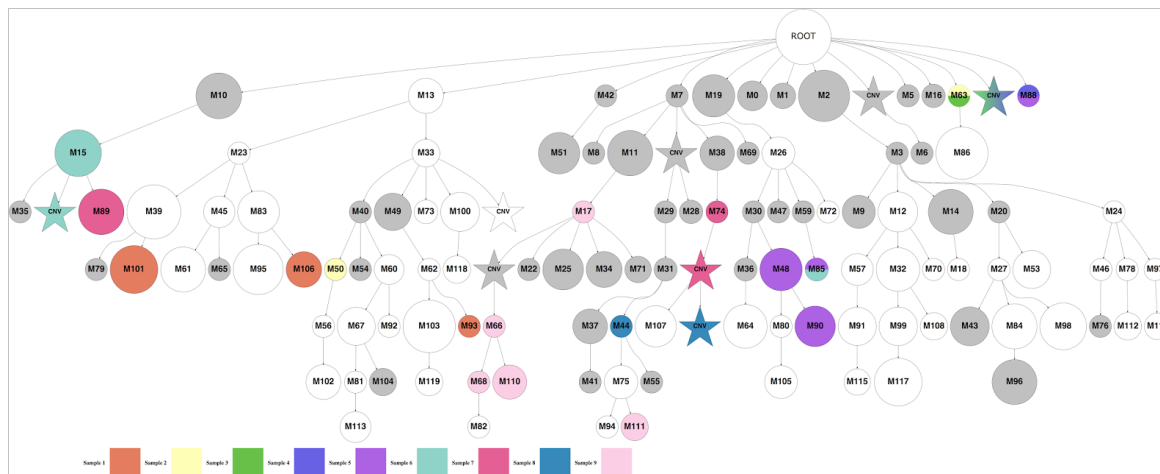 ROOT
M10 M13 M42 M7 M19 M0 M1 M2 CNV M5 M16 M63 CNV M88
M15 M23 M33 M51 M8 M11 CNV M38 M69 M26 M3 M6 M86
M35 CNV M89 M39 M45 M83 M40 M49 M73 M100 CNV M17 M29 M28 M74 M30 M47 M59 M72 M9 M12 M14 M20 M24
M79 M101 M61 M65 M95 M106 M50 M54 M60 M62 M118 CNV M22 M25 M34 M71 M31 CNV M36 M48 M85 M57 M32 M70 M18 M27 M53 M46 M78 M97
M56 M67 M92 M103 M93 M66 M37 M44 M107 CNV M64 M80 M90 M91 M99 M108 M43 M84 M98 M76 M112 M11
M102 M81 M104 M119 M68 M110 M41 M75 M55 M105 M115 M117 M96
M113 M82 M94 M111
Sample 1 Sample 2 Sample 3 Sample 4 Sample 5 Sample 6 Sample 7 Sample 8 Sample 9